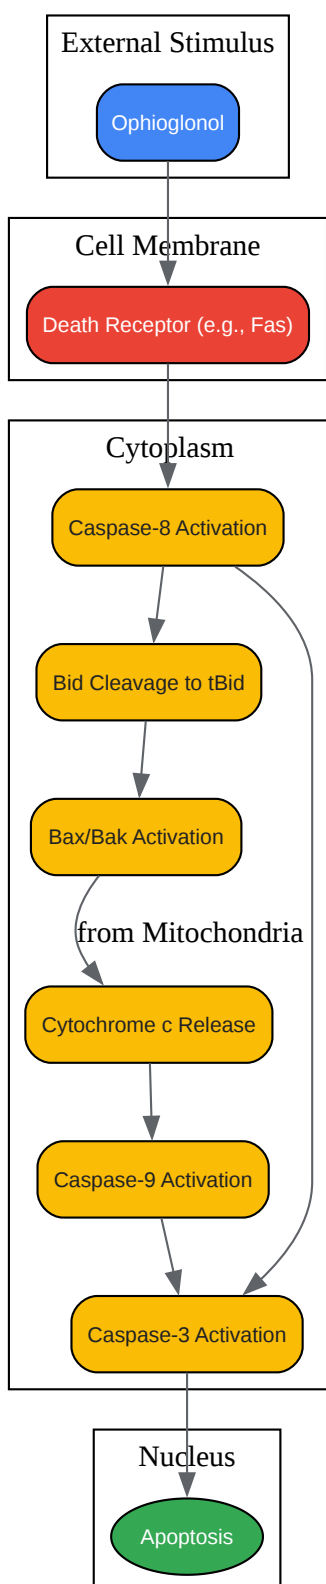 External Stimulus
Ophioglonol
Cell Membrane
Death Receptor (e.g., Fas)
Cytoplasm
Caspase-8 Activation
Bid Cleavage to tBid
Bax/Bak Activation
from Mitochondria
Cytochrome c Release
Caspase-9 Activation
Caspase-3 Activation
Nucleus
Apoptosis